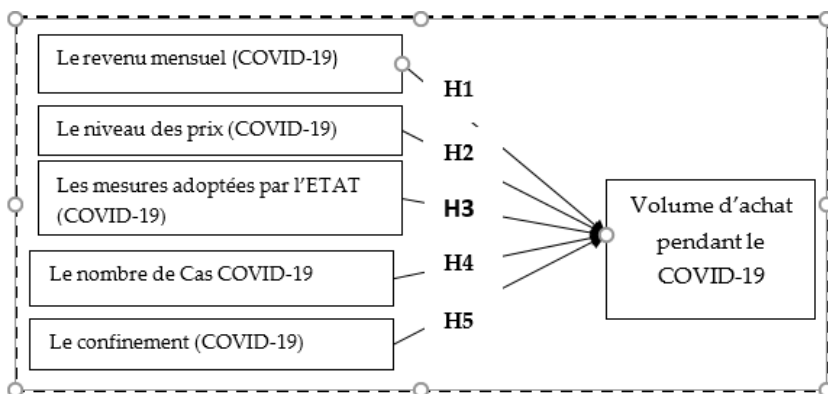 Le revenu mensuel (COVID-19)
H1
Le niveau des prix (COVID-19)
H2
Les mesures adoptées par l'ETAT
(COVID-19)
H3
Le nombre de Cas COVID-19
H4
Le confinement (COVID-19)
H5
Volume d'achat
pendant le
COVID-19